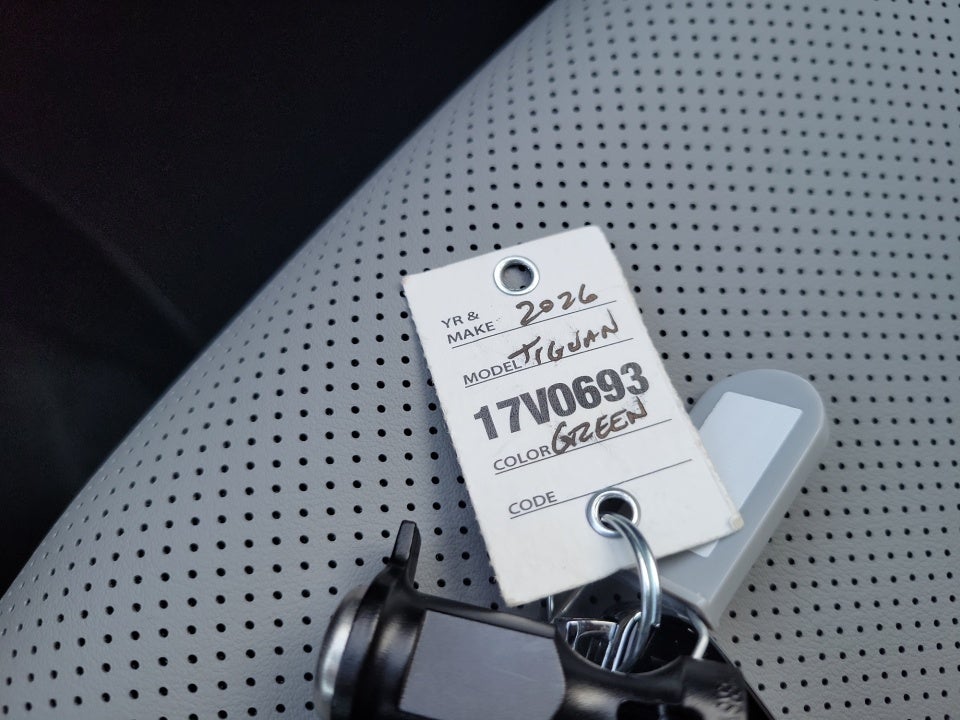 YR &
MAKE 2026
MODEL TIGUAN
17V0693
COLOR GREEN
CODE